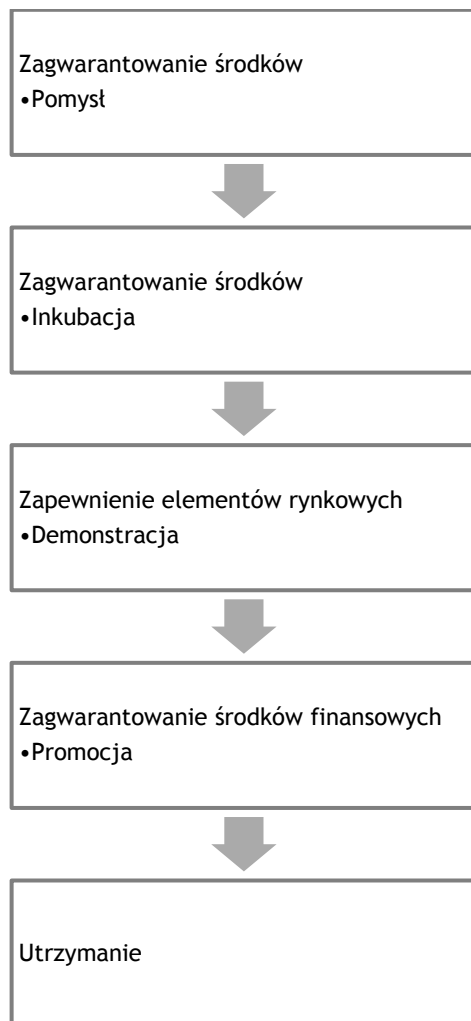 Zagwarantowanie środków
•Pomysł
Zagwarantowanie środków
•Inkubacja
Zapewnienie elementów rynkowych
•Demonstracja
Zagwarantowanie środków finansowych
•Promocja
Utrzymanie